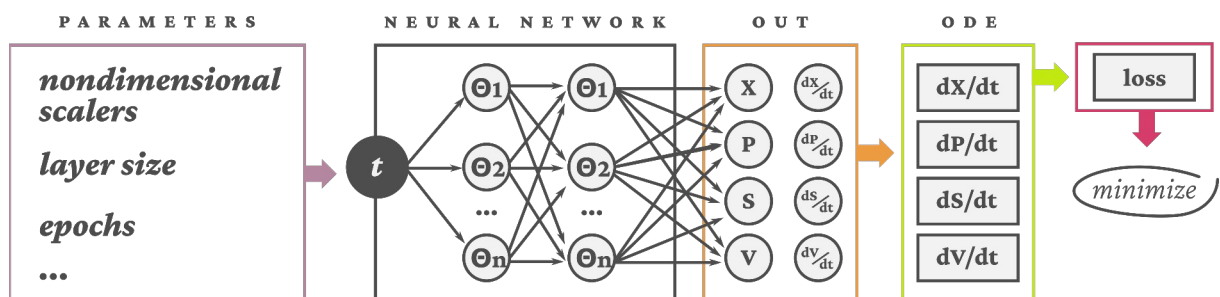 PARAMETERS
nondimensional
scalers
layer size
epochs
...
NEURAL NETWORK
t
Θ1
Θ2
...
Θn
Θ1
Θ2
...
Θn
OUT
X
P
S
V
dX/dt
dP/dt
dS/dt
dV/dt
ODE
dX/dt
dP/dt
dS/dt
dV/dt
loss
minimize